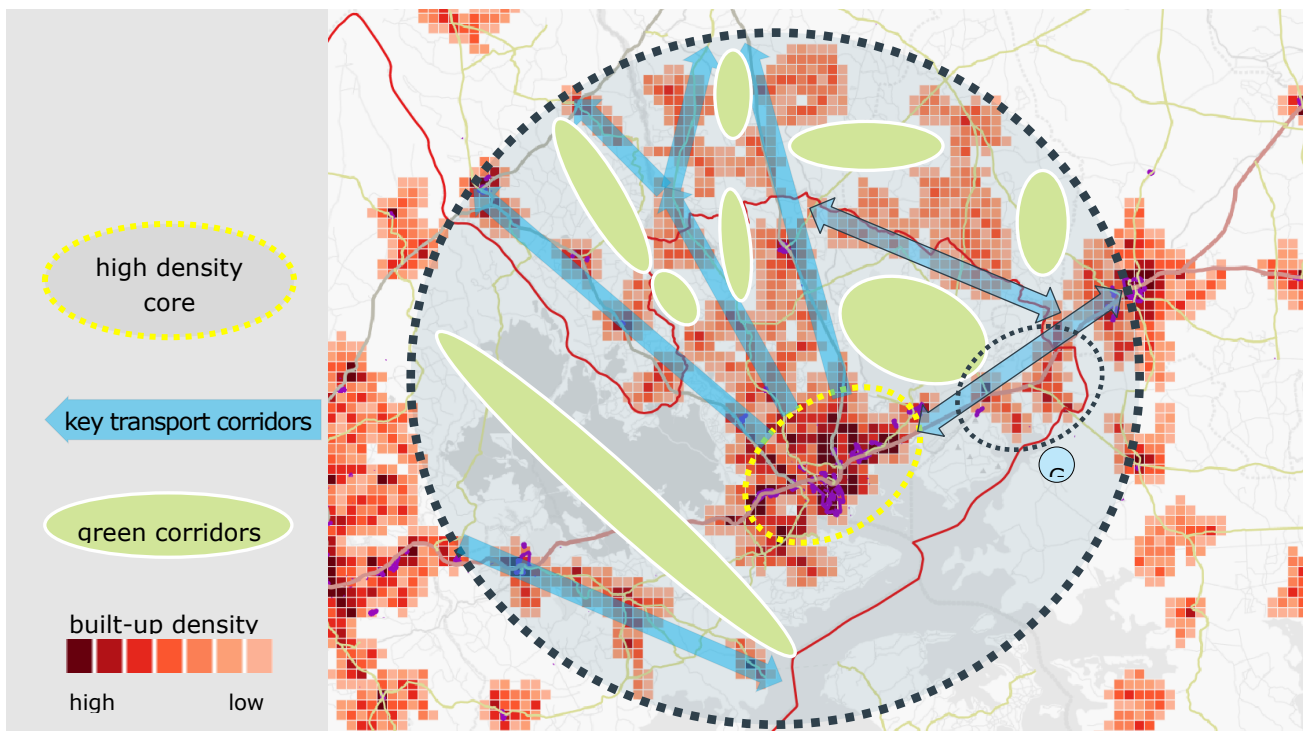 high density
core
key transport corridors
green corridors
built-up density
high low